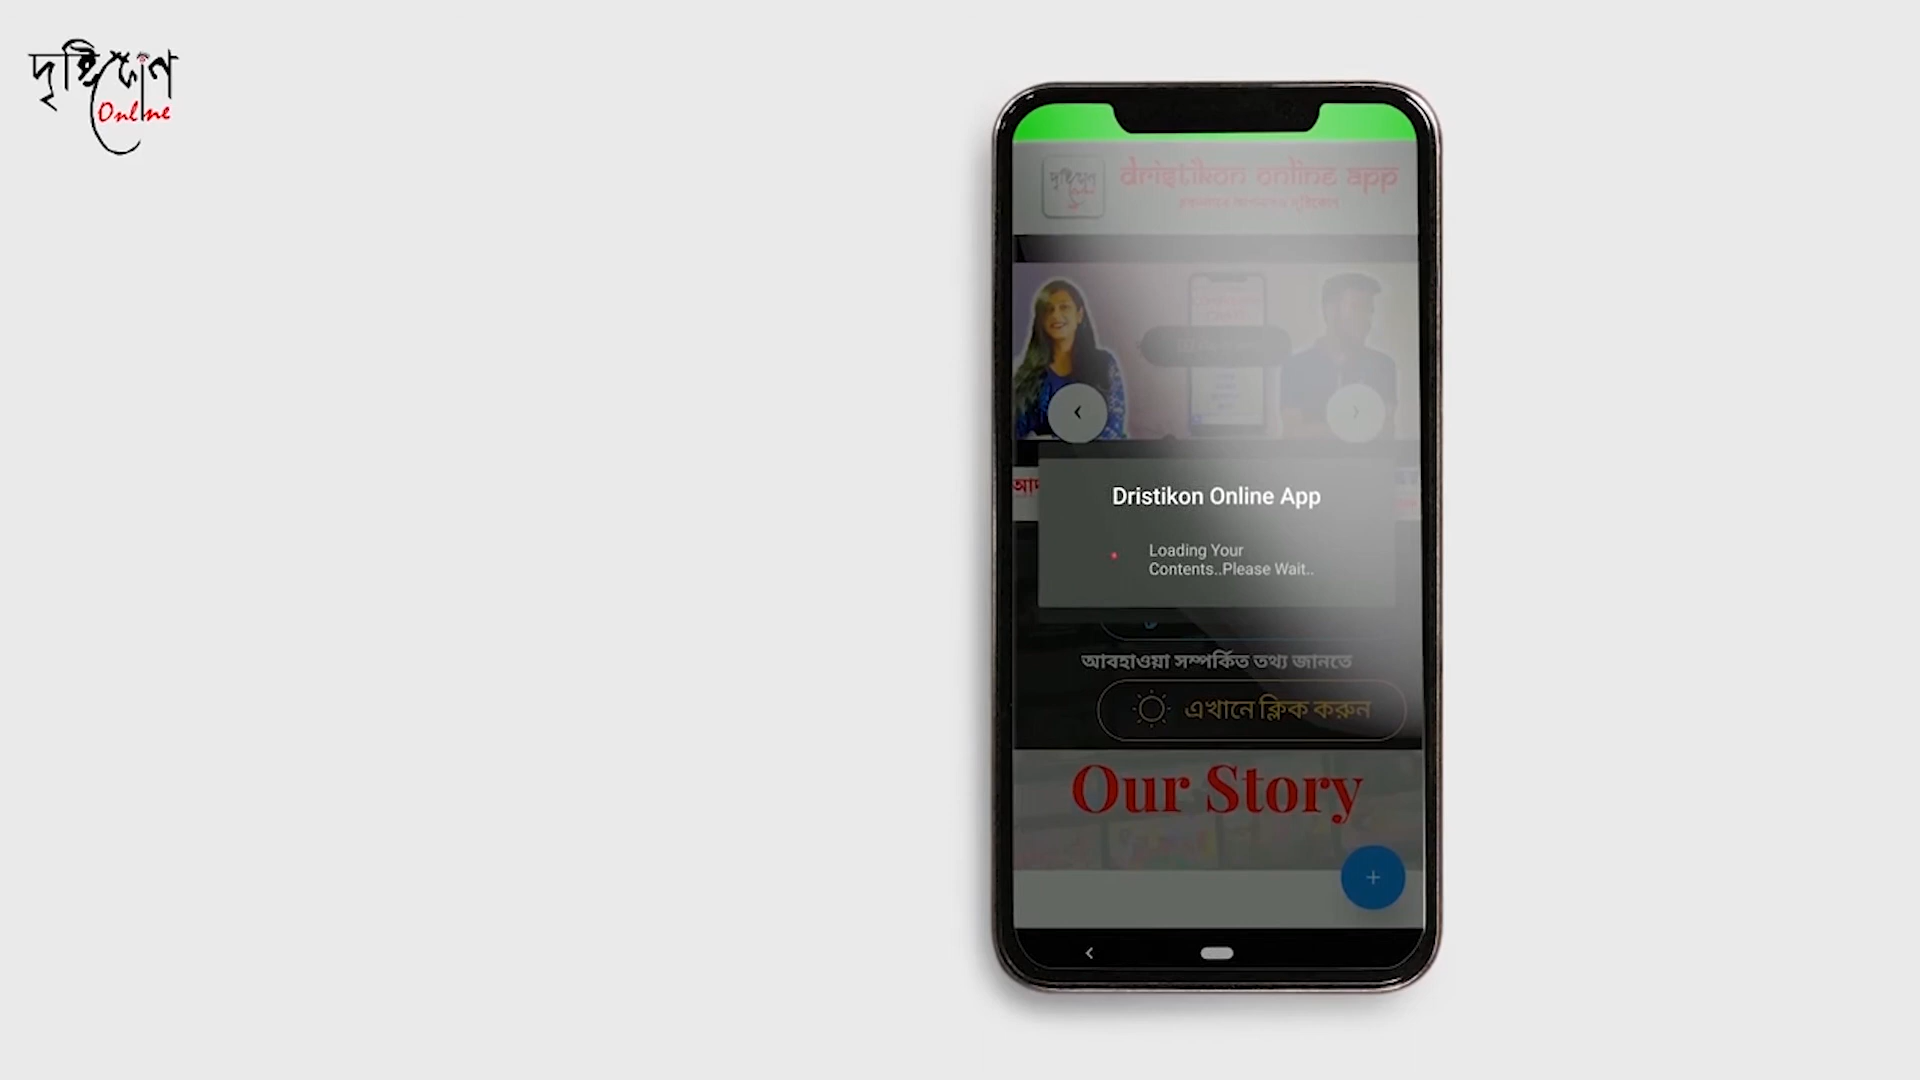 দৃষ্টিকোণ
Online
দৃষ্টিকোণ
dristikon online app
Dristikon Online App
Loading Your
Contents..Please Wait..
আবহাওয়া সম্পর্কিত তথ্য জানতে
এখানে ক্লিক করুন
Our Story